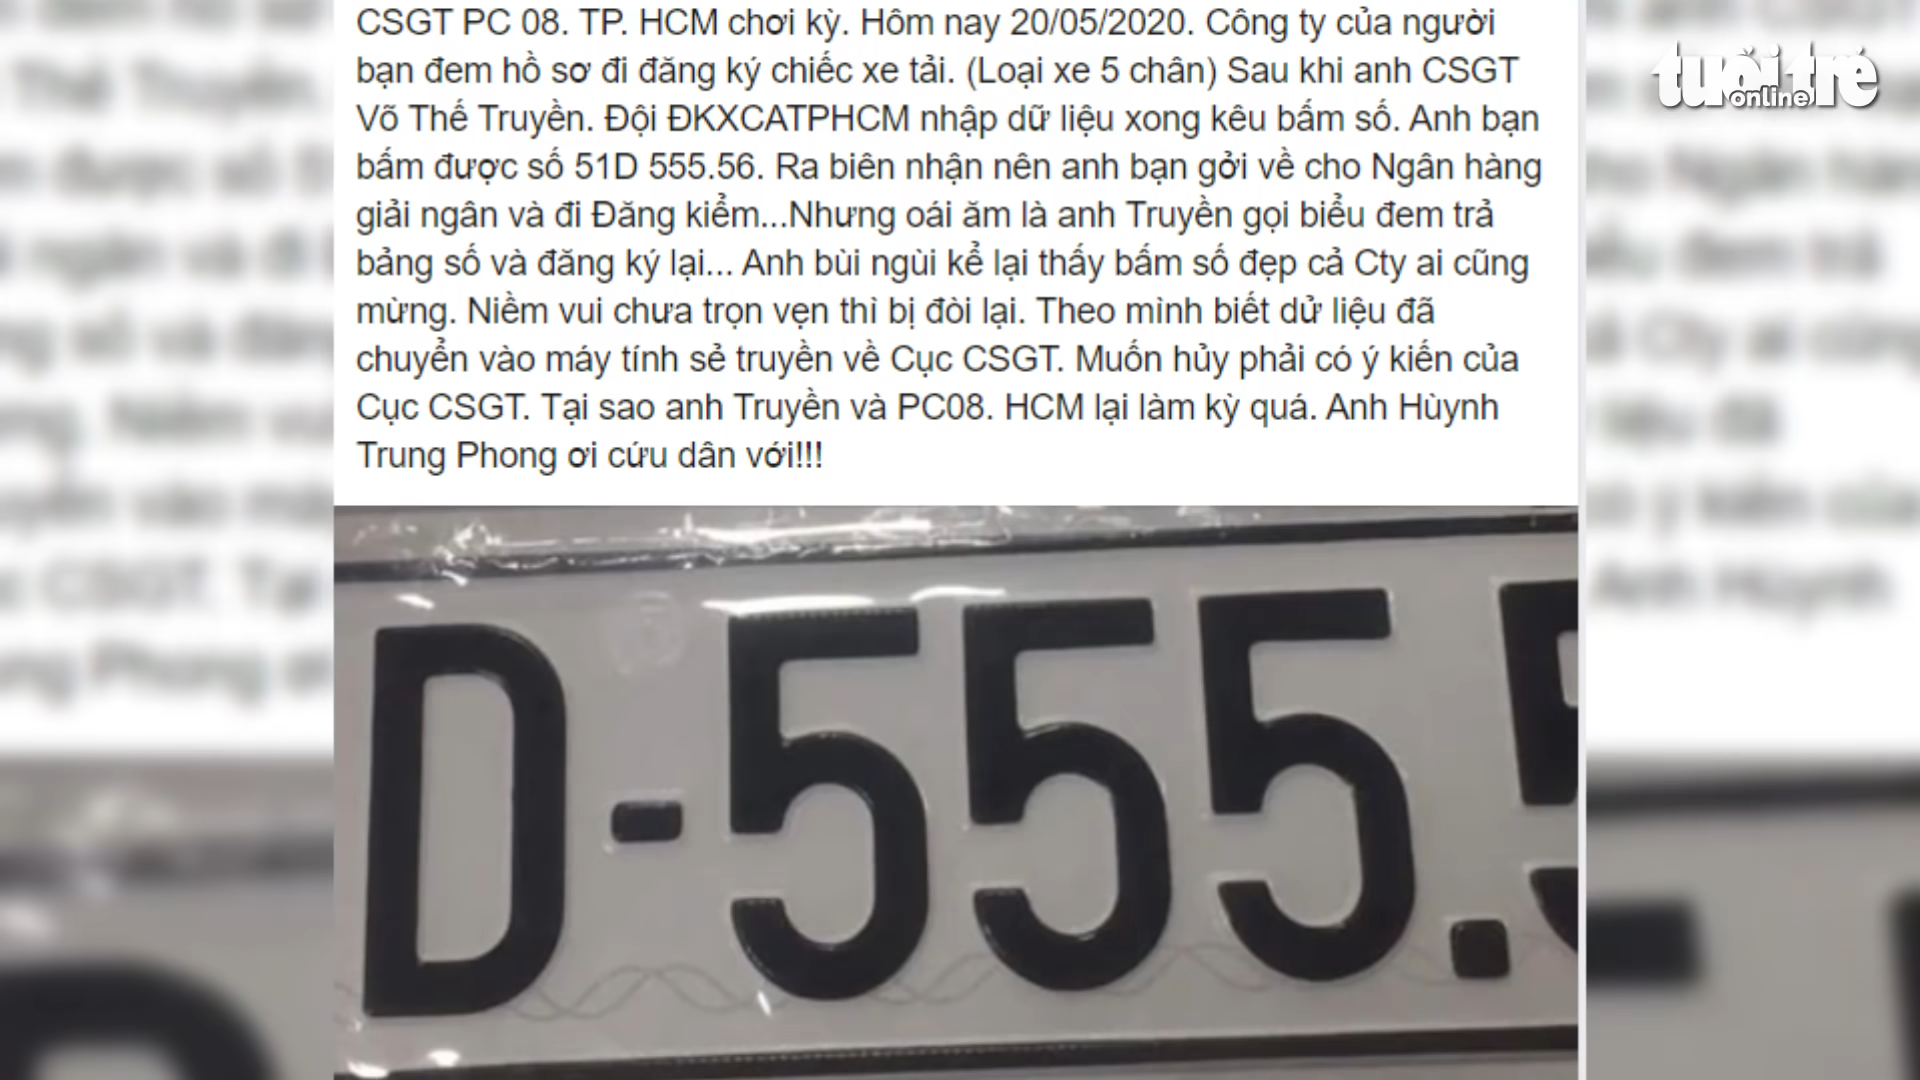 CSGT PC 08. TP. HCM chơi kỳ. Hôm nay 20/05/2020. Công ty của người
bạn đem hồ sơ đi đăng ký chiếc xe tải. (Loại xe 5 chân) Sau khi anh CSGT
Võ Thế Truyền. Đội ĐKXCATPHCM nhập dữ liệu xong kêu bấm số. Anh bạn
bấm được số 51D 555.56. Ra biên nhận nên anh bạn gởi về cho Ngân hàng
giải ngân và đi Đăng kiểm...Nhưng oái ăm là anh Truyền gọi biểu đem trả
bảng số và đăng ký lại... Anh bùi ngùi kể lại thấy bấm số đẹp cả Cty ai cũng
mừng. Niềm vui chưa trọn vẹn thì bị đòi lại. Theo mình biết dử liệu đã
chuyển vào máy tính sẻ truyền về Cục CSGT. Muốn hủy phải có ý kiến của
Cục CSGT. Tại sao anh Truyền và PC08. HCM lại làm kỳ quá. Anh Hùynh
Trung Phong ơi cứu dân với!!!
tuổi trẻ
online
D-555.5